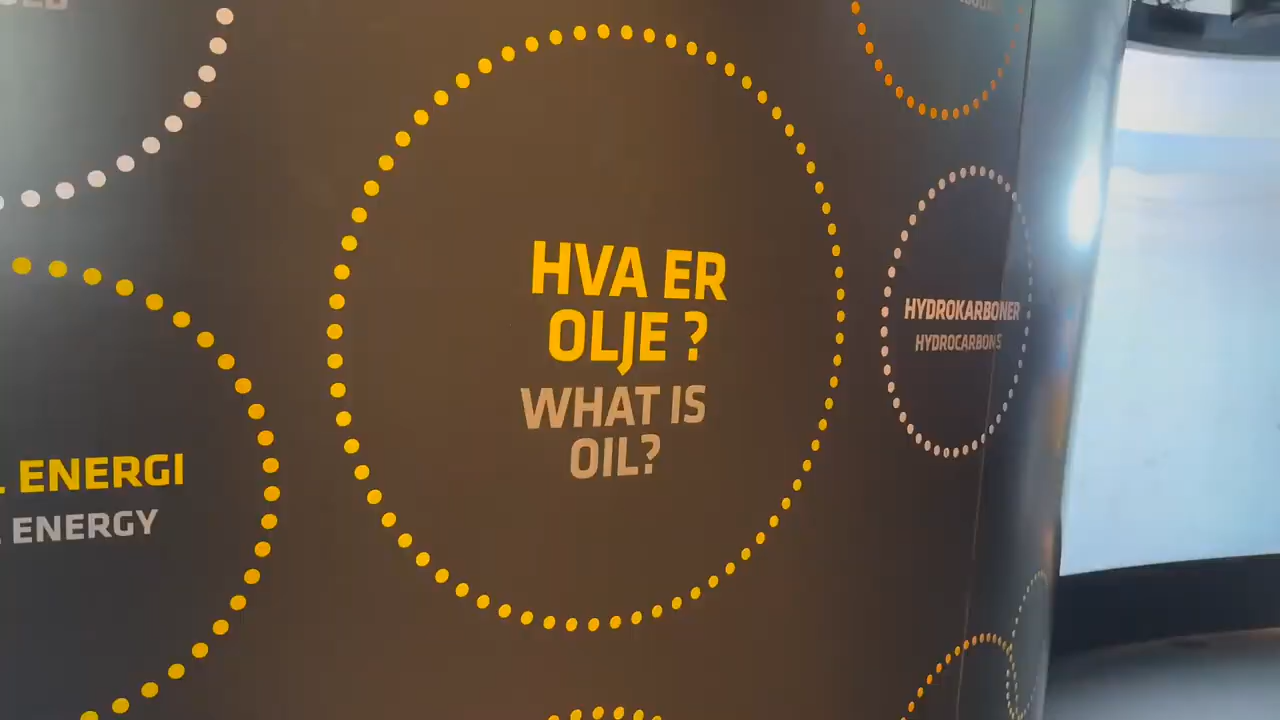 HVA ER
OLJE ?
WHAT IS
OIL?
HYDROKARBONER
HYDROCARBONS
ENERGI
ENERGY